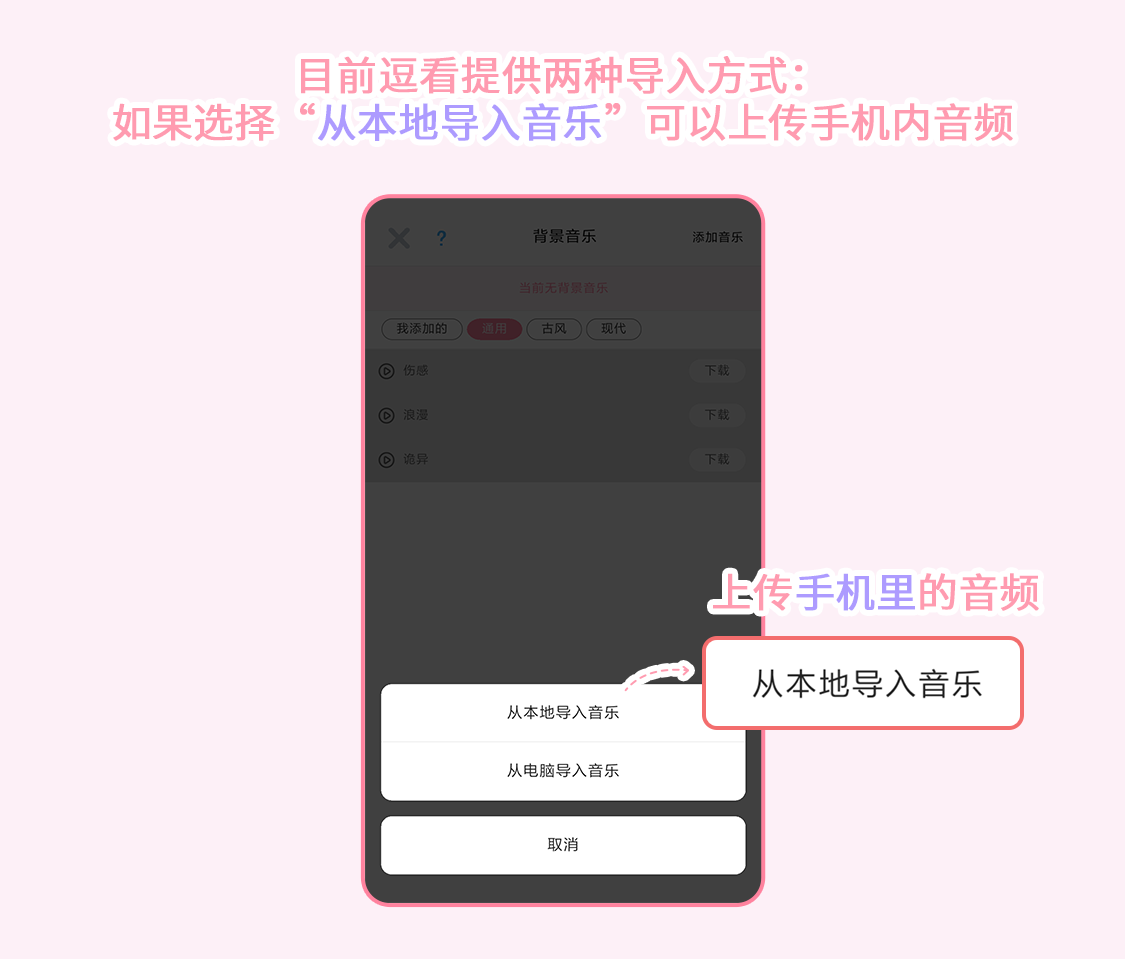 目前逗看提供两种导入方式：
如果选择“从本地导入音乐”可以上传手机内音频
? 背景音乐 添加音乐
当前无背景音乐
我添加的 通用 古风 现代
伤感 下载
浪漫 下载
诡异 下载
上传手机里的音频
从本地导入音乐
从本地导入音乐
从电脑导入音乐
取消